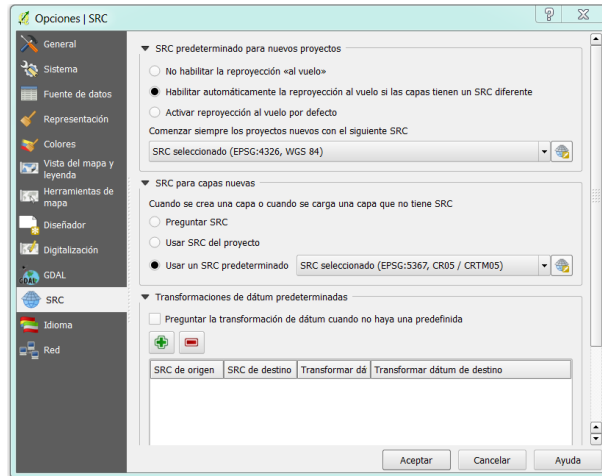 Opciones | SRC
General
Sistema
Fuente de datos
Representación
Colores
Vista del mapa y
leyenda
Herramientas de
mapa
Diseñador
Digitalización
GDAL
GDAL
SRC
Idioma
Red
SRC predeterminado para nuevos proyectos
No habilitar la reproyección «al vuelo»
Habilitar automáticamente la reproyección al vuelo si las capas tienen un SRC diferente
Activar reproyección al vuelo por defecto
Comenzar siempre los proyectos nuevos con el siguiente SRC
SRC seleccionado (EPSG:4326, WGS 84)
SRC para capas nuevas
Cuando se crea una capa o cuando se carga una capa que no tiene SRC
Preguntar SRC
Usar SRC del proyecto
Usar un SRC predeterminado SRC seleccionado (EPSG:5367, CR05 / CRTM05)
Transformaciones de dátum predeterminadas
Preguntar la transformación de dátum cuando no haya una predefinida
SRC de origen SRC de destino Transformar dá Transformar dátum de destino
Aceptar Cancelar Ayuda